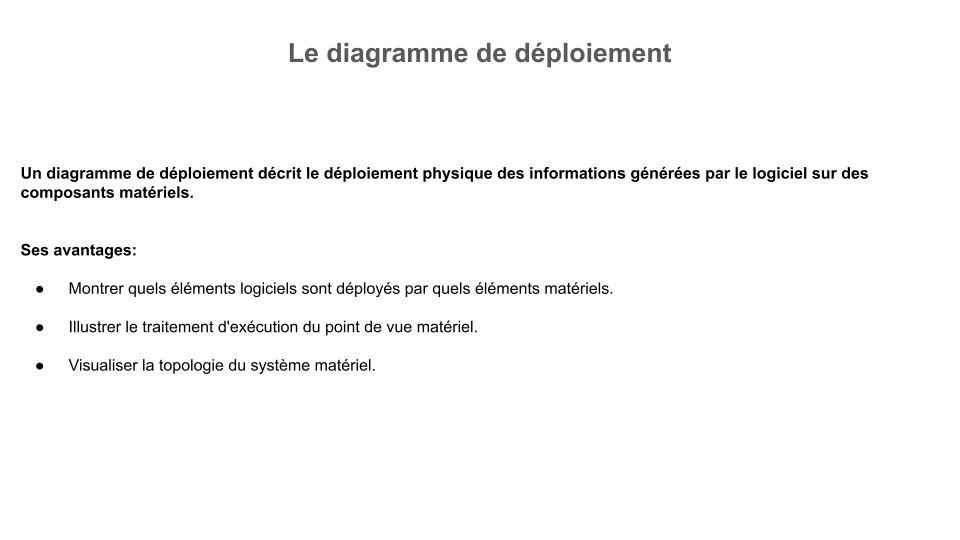 Le diagramme de déploiement
Un diagramme de déploiement décrit le déploiement physique des informations générées par le logiciel sur des
composants matériels.
Ses avantages:
● Montrer quels éléments logiciels sont déployés par quels éléments matériels.
● Illustrer le traitement d'exécution du point de vue matériel.
● Visualiser la topologie du système matériel.